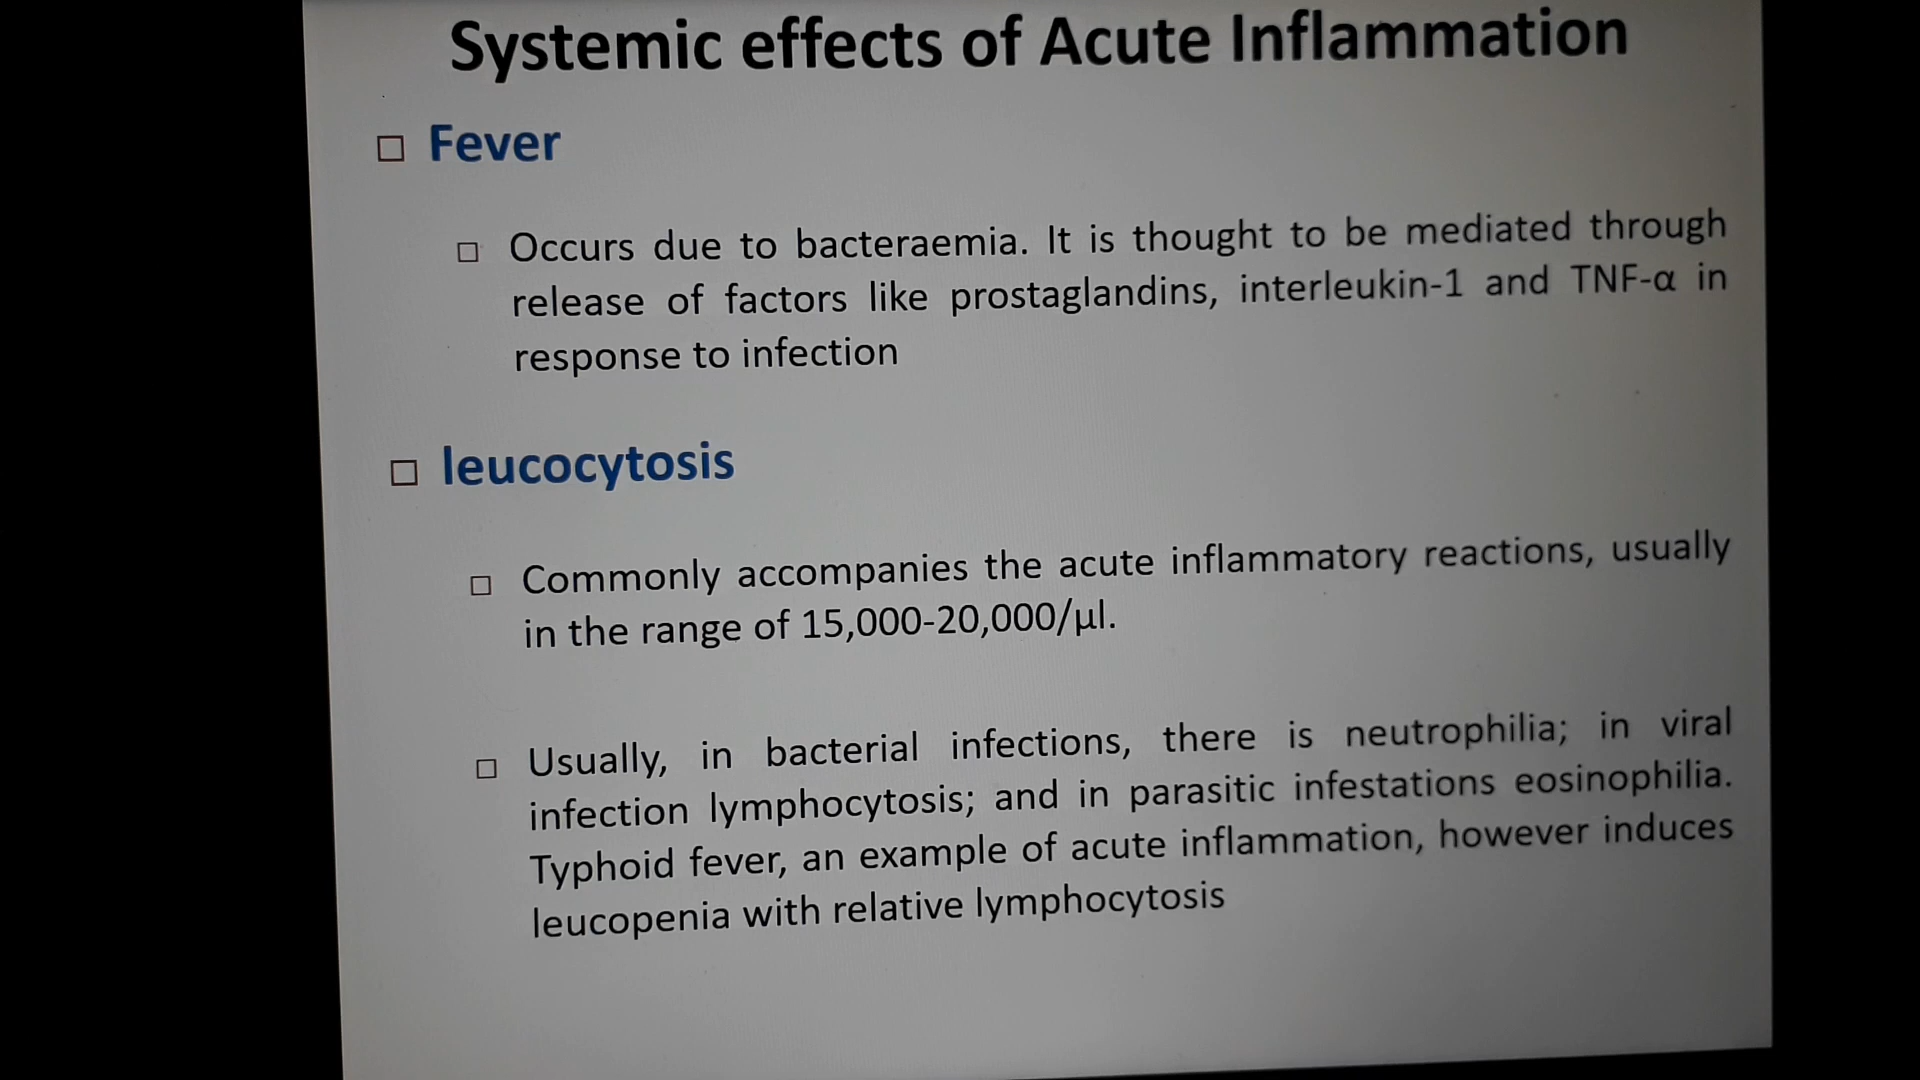 Systemic effects of Acute Inflammation
Fever
Occurs due to bacteraemia. It is thought to be mediated through
release of factors like prostaglandins, interleukin-1 and TNF-α in
response to infection
leucocytosis
Commonly accompanies the acute inflammatory reactions, usually
in the range of 15,000-20,000/µl.
Usually, in bacterial infections, there is neutrophilia; in viral
infection lymphocytosis; and in parasitic infestations eosinophilia.
Typhoid fever, an example of acute inflammation, however induces
leucopenia with relative lymphocytosis